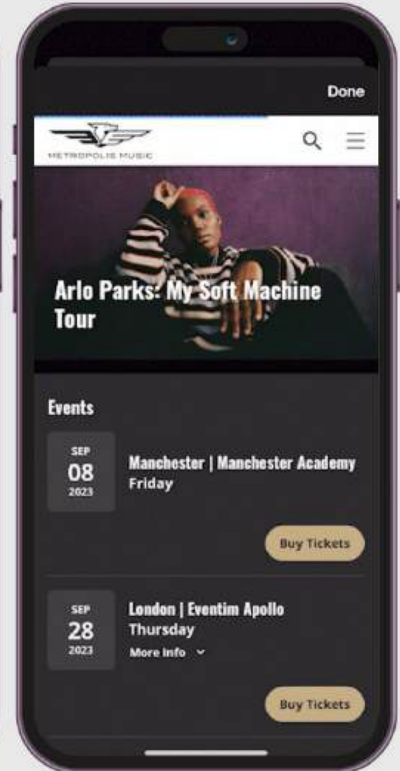 Done
METROPOLIS MUSIC
Arlo Parks: My Soft Machine
Tour
Events
SEP
08
2023
Manchester | Manchester Academy
Friday
Buy Tickets
SEP
28
2023
London | Eventim Apollo
Thursday
More Info
Buy Tickets